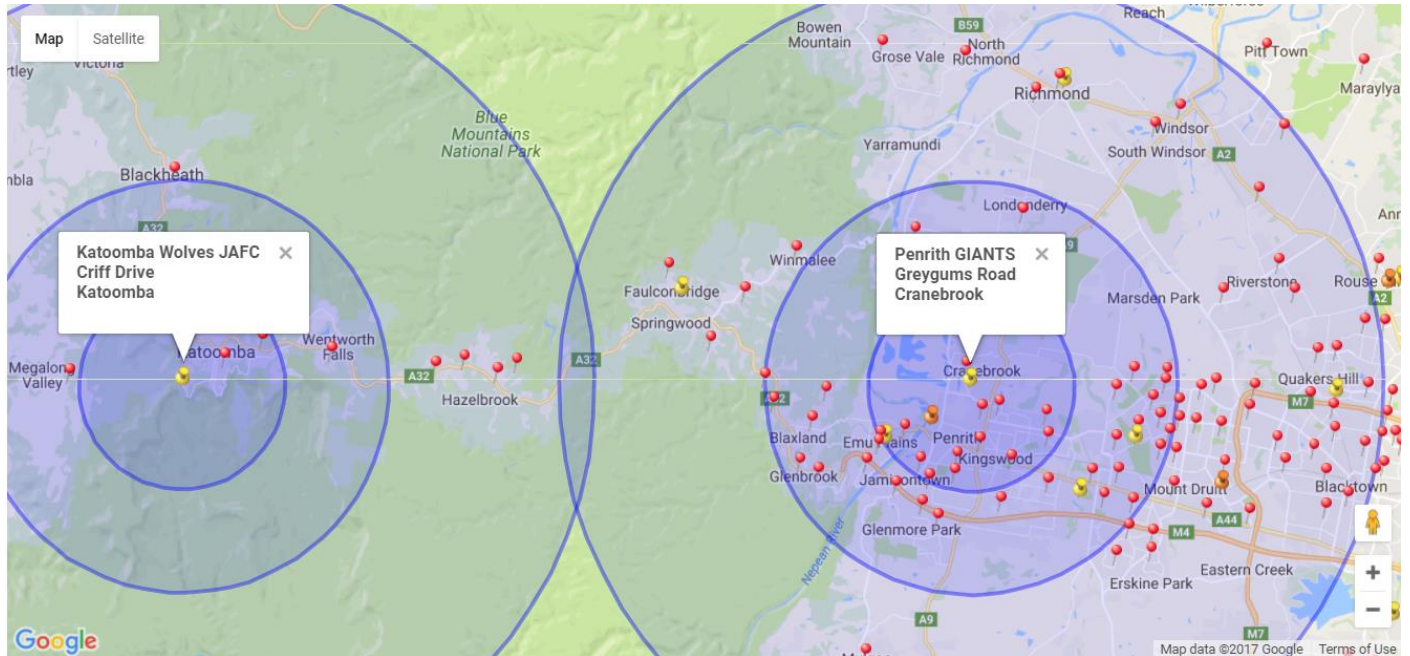 Map Satellite
Victoria
Bowen
Mountain
B59
Reach
North
Richmond
Grose Vale
Pitt Town
Richmond
Maraylya
Blue
Mountains
National Park
Windsor
South Windsor
Yarramundi
A2
Blackheath
A32
Londonderry
Katoomba Wolves JAFC
Criff Drive
Katoomba
Penrith GIANTS
Greygums Road
Cranebrook
Winmalee
Faulconbridge
Riverstone
Rouse
Marsden Park
A2
Springwood
Katoomba
Wentworth
Falls
Megalong
Valley
A32
A32
Hazelbrook
Cranebrook
Quakers Hill
M7
Blaxland
Emu Plains
Penrith
Kingswood
Glenbrook
Jamisontown
Mount Druitt
Blacktown
Glenmore Park
A44
M4
Nepean River
Erskine Park
Eastern Creek
A9
M7
Google
Map data ©2017 Google Terms of Use